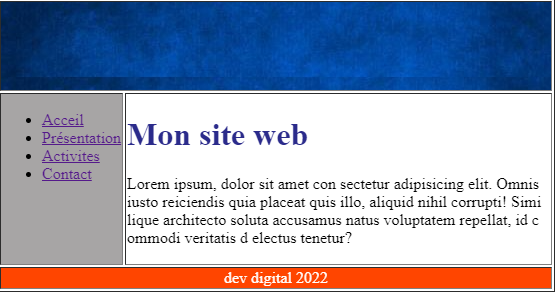 Acceil
Présentation
Activites
Contact
Mon site web
Lorem ipsum, dolor sit amet con sectetur adipisicing elit. Omnis
iusto reiciendis quia placeat quis illo, aliquid nihil corrupti! Simi
lique architecto soluta accusamus natus voluptatem repellat, id c
ommodi veritatis d electus tenetur?
dev digital 2022